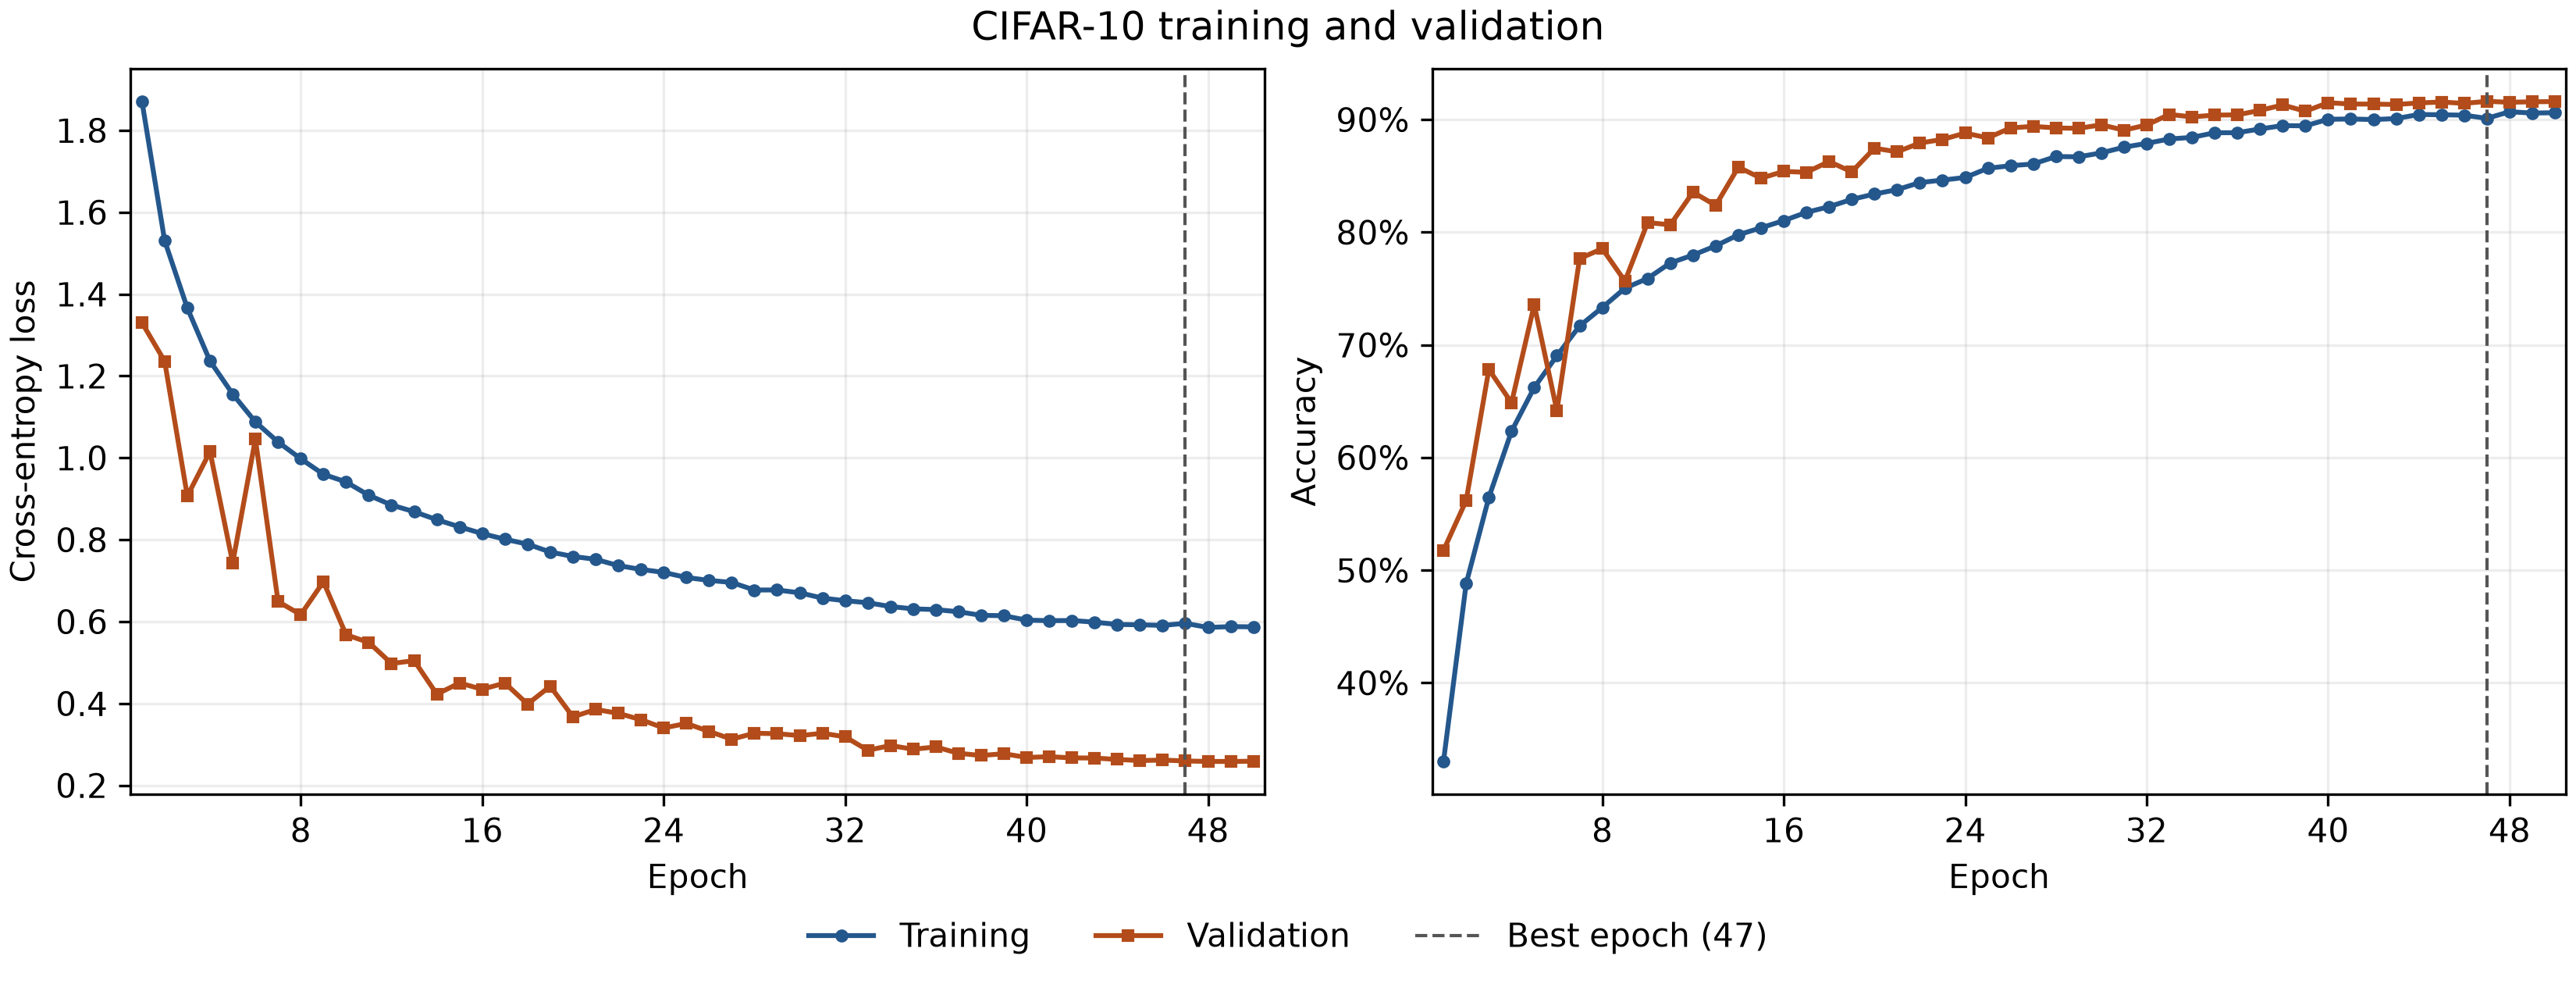 CIFAR-10 training and validation
Cross-entropy loss
1.8
1.6
1.4
1.2
1.0
0.8
0.6
0.4
0.2
8 16 24 32 40 48
Epoch
Accuracy
90%
80%
70%
60%
50%
40%
8 16 24 32 40 48
Epoch
Training Validation Best epoch (47)